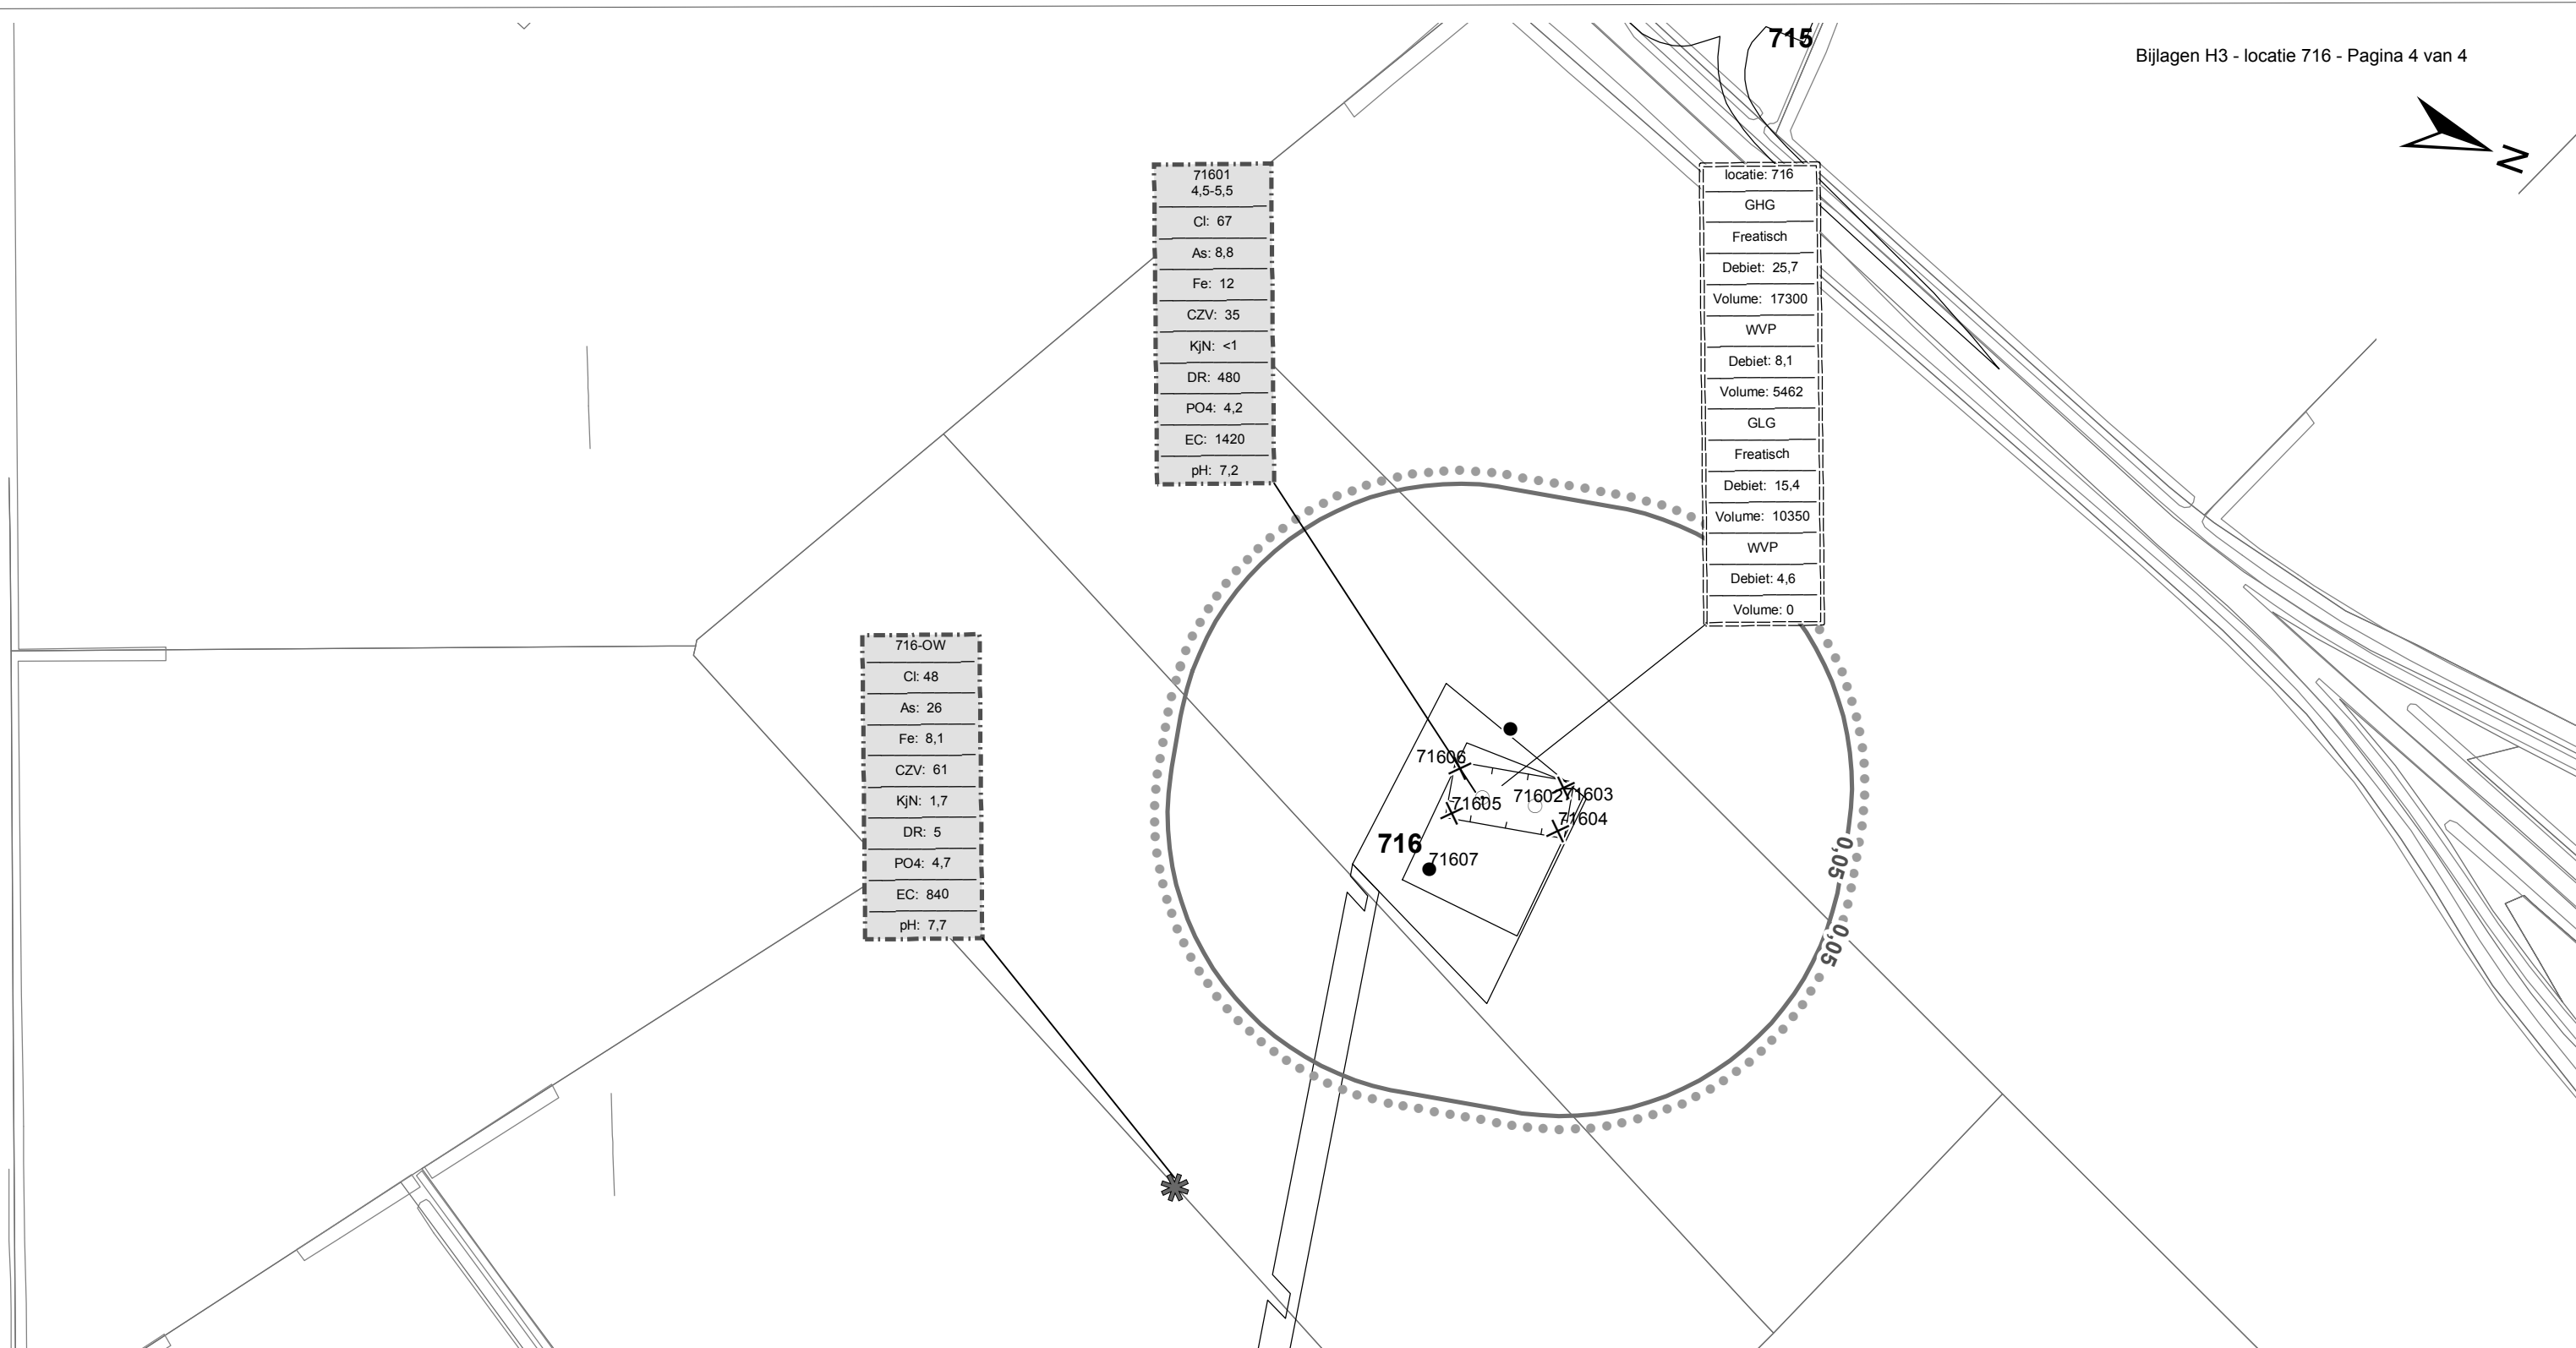 715
Bijlagen H3 - locatie 716 - Pagina 4 van 4
N
71601
4,5-5,5
Cl: 67
As: 8,8
Fe: 12
CZV: 35
KjN: <1
DR: 480
PO4: 4,2
EC: 1420
pH: 7,2
locatie: 716
GHG
Freatisch
Debiet: 25,7
Volume: 17300
WVP
Debiet: 8,1
Volume: 5462
GLG
Freatisch
Debiet: 15,4
Volume: 10350
WVP
Debiet: 4,6
Volume: 0
716-OW
Cl: 48
As: 26
Fe: 8,1
CZV: 61
KjN: 1,7
DR: 5
PO4: 4,7
EC: 840
pH: 7,7
71606
71605
71602
71603
71604
716
71607
0,05
0,05